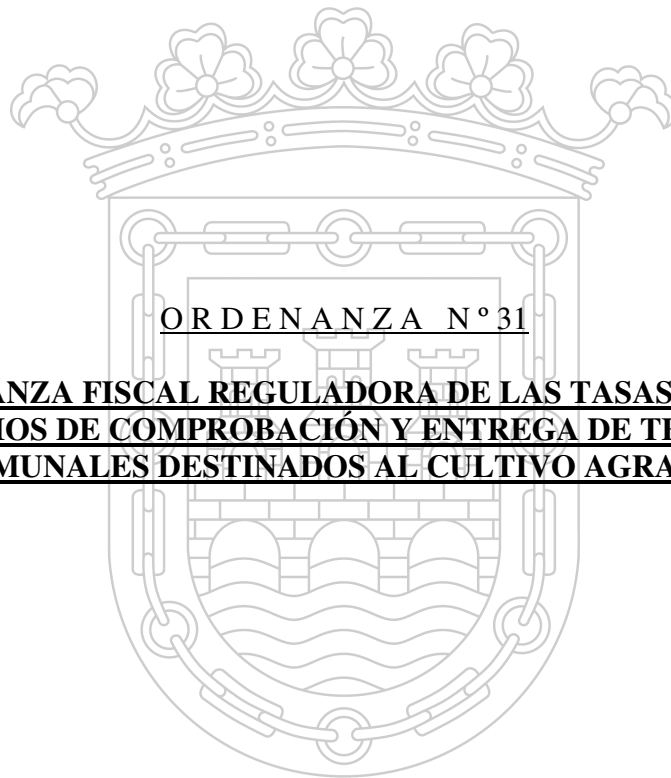 O R D E N A N Z A N º 31
ANZA FISCAL REGULADORA DE LAS TASAS
IOS DE COMPROBACIÓN Y ENTREGA DE TE
MUNALES DESTINADOS AL CULTIVO AGRA